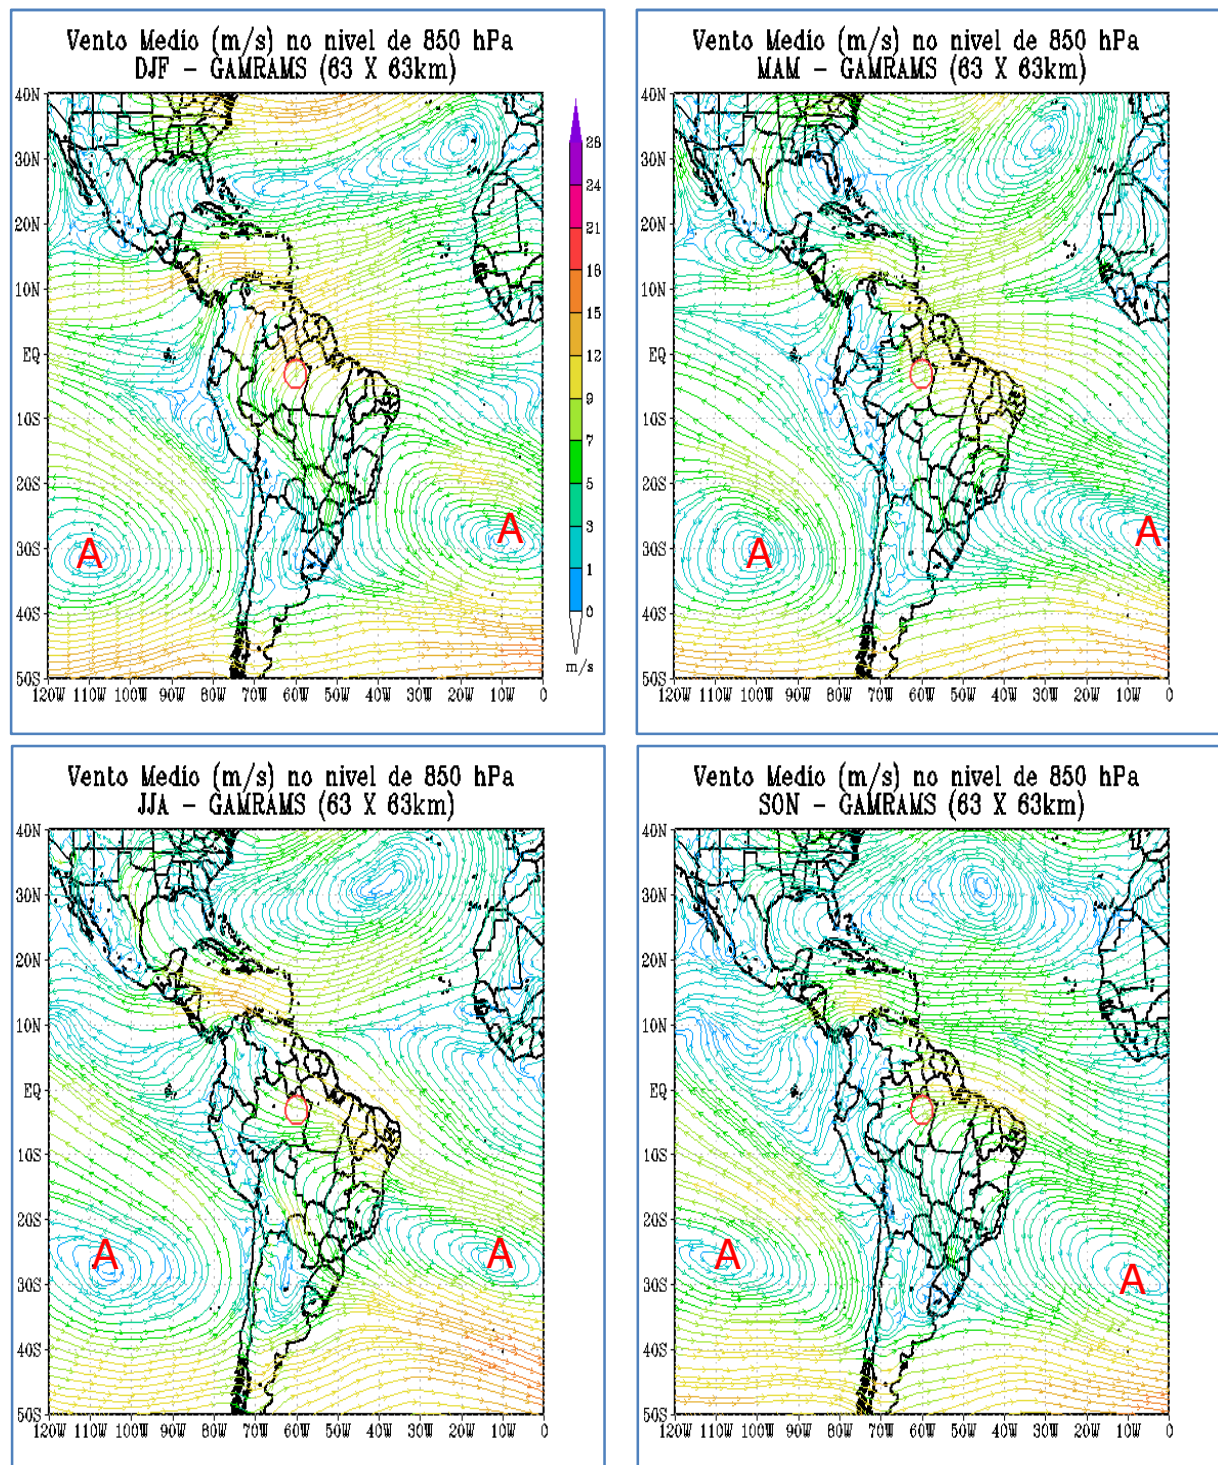 Vento Medio (m/s) no nivel de 850 hPa
DJF - GAMRAMS (63 X 63km)
40N
30N
20N
10N
EQ
10S
20S
30S
40S
50S
120W 110W 100W 90W 80W 70W 60W 50W 40W 30W 20W 10W 0
A
A
28
24
21
18
15
12
9
7
5
3
1
0
m/s
Vento Medio (m/s) no nivel de 850 hPa
MAM - GAMRAMS (63 X 63km)
40N
30N
20N
10N
EQ
10S
20S
30S
40S
50S
120W 110W 100W 90W 80W 70W 60W 50W 40W 30W 20W 10W 0
A
A
Vento Medio (m/s) no nivel de 850 hPa
JJA - GAMRAMS (63 X 63km)
40N
30N
20N
10N
EQ
10S
20S
30S
40S
50S
120W 110W 100W 90W 80W 70W 60W 50W 40W 30W 20W 10W 0
A
A
Vento Medio (m/s) no nivel de 850 hPa
SON - GAMRAMS (63 X 63km)
40N
30N
20N
10N
EQ
10S
20S
30S
40S
50S
120W 110W 100W 90W 80W 70W 60W 50W 40W 30W 20W 10W 0
A
A